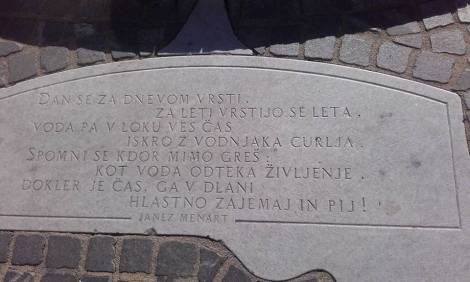 DAN SE ZA DNEVOM VRSTI,
ZA LETI VRSTIJO SE LETA,
VODA PA V LOKU VES ČAS
ISKRO Z VODNJAKA CURLJA.
SPOMNI SE KDOR MIMO GREŠ:
KOT VODA ODTEKA ŽIVLJENJE.
DOKLER JE ČAS, GA V DLANI
HLASTNO ZAJEMAJ IN PIJ!
JANEZ MENART